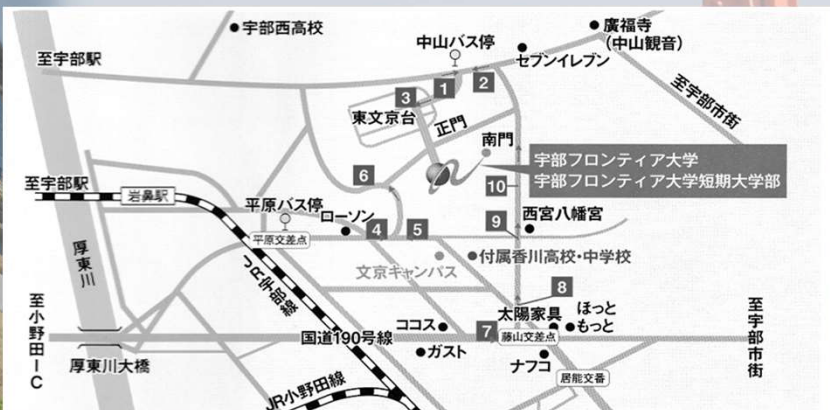 宇部西高校
廣福寺
(中山観音)
中山バス停
セブンイレブン
至宇部駅
至宇部市街
1
2
3
東文京台
正門
南門
宇部フロンティア大学
宇部フロンティア大学短期大学部
6
10
至宇部駅
岩鼻駅
平原バス停
ローソン
4
5
9
西宮八幡宮
平原交差点
付属香川高校・中学校
文京キャンパス
厚東川
JR宇部線
8
至小野田IC
太陽家具
ほっと
もっと
至宇部市街
ココス
7
国道190号線
藤山交差点
ガスト
ナフコ
厚東川大橋
居能交番
JR小野田線